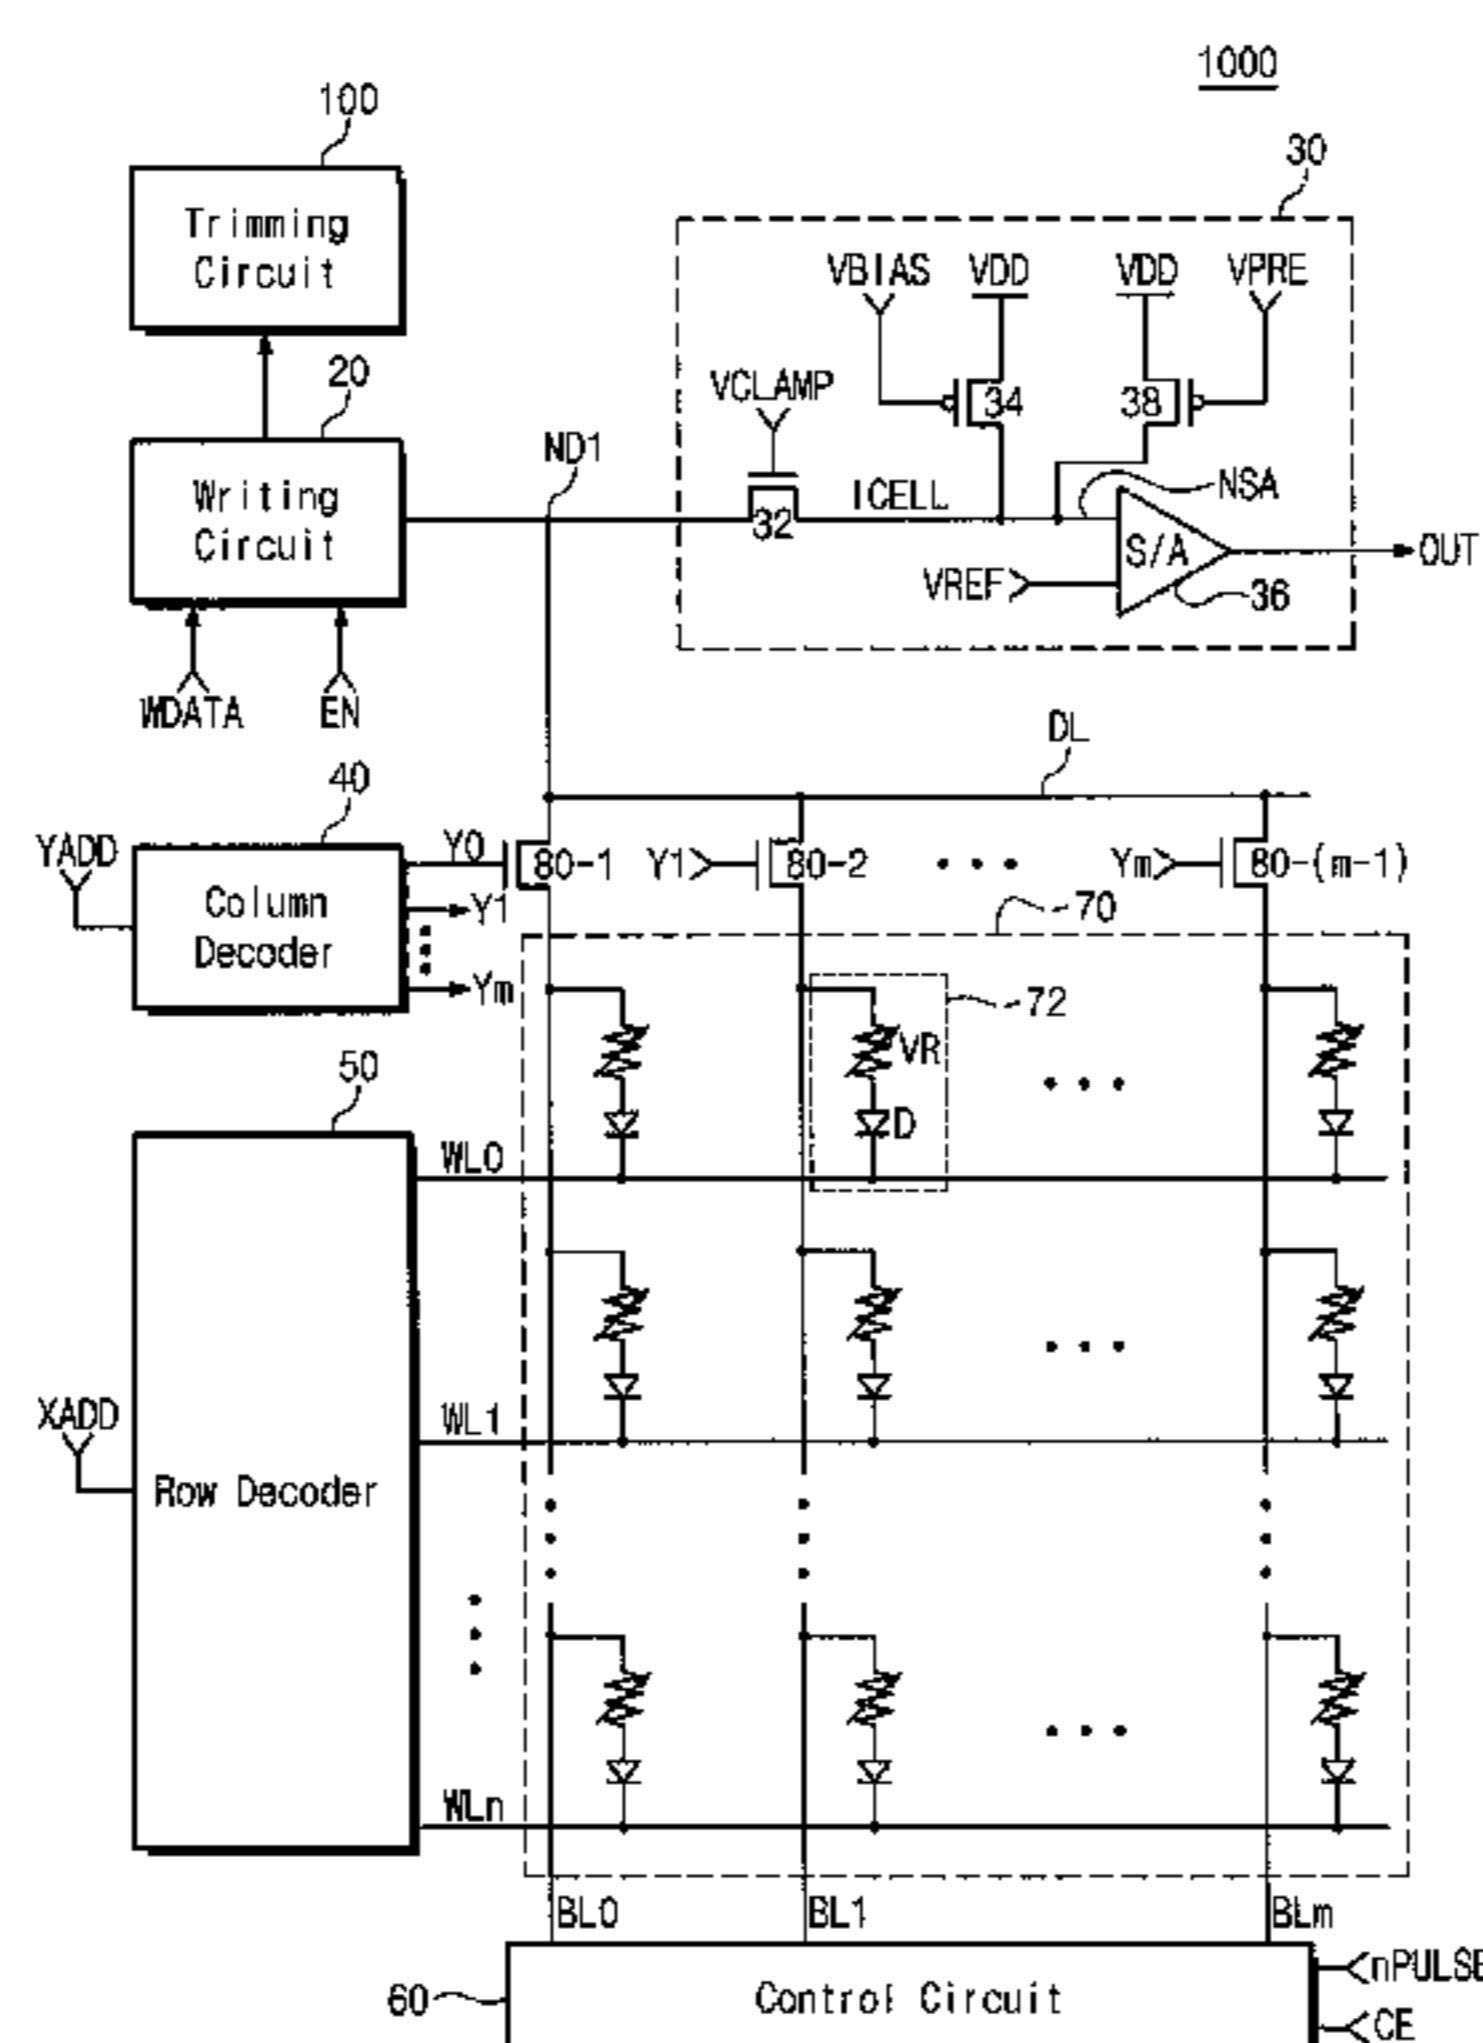 1000
100
Trimming
Circuit
30
VBIAS
VDD
VDD
VPRE
20
VCLAMP
34
38
ND1
Writing
Circuit
32
ICELL
NSA
S/A
OUT
VREF
36
WDATA
EN
DL
40
YADD
Column
Decoder
Y0
80-1
Y1
80-2
Ym
80-(m-1)
Y1
Ym
70
72
VR
D
50
WL0
XADD
Row Decoder
WL1
WLn
BL0
BL1
BLm
60
Control Circuit
nPULSE
CE